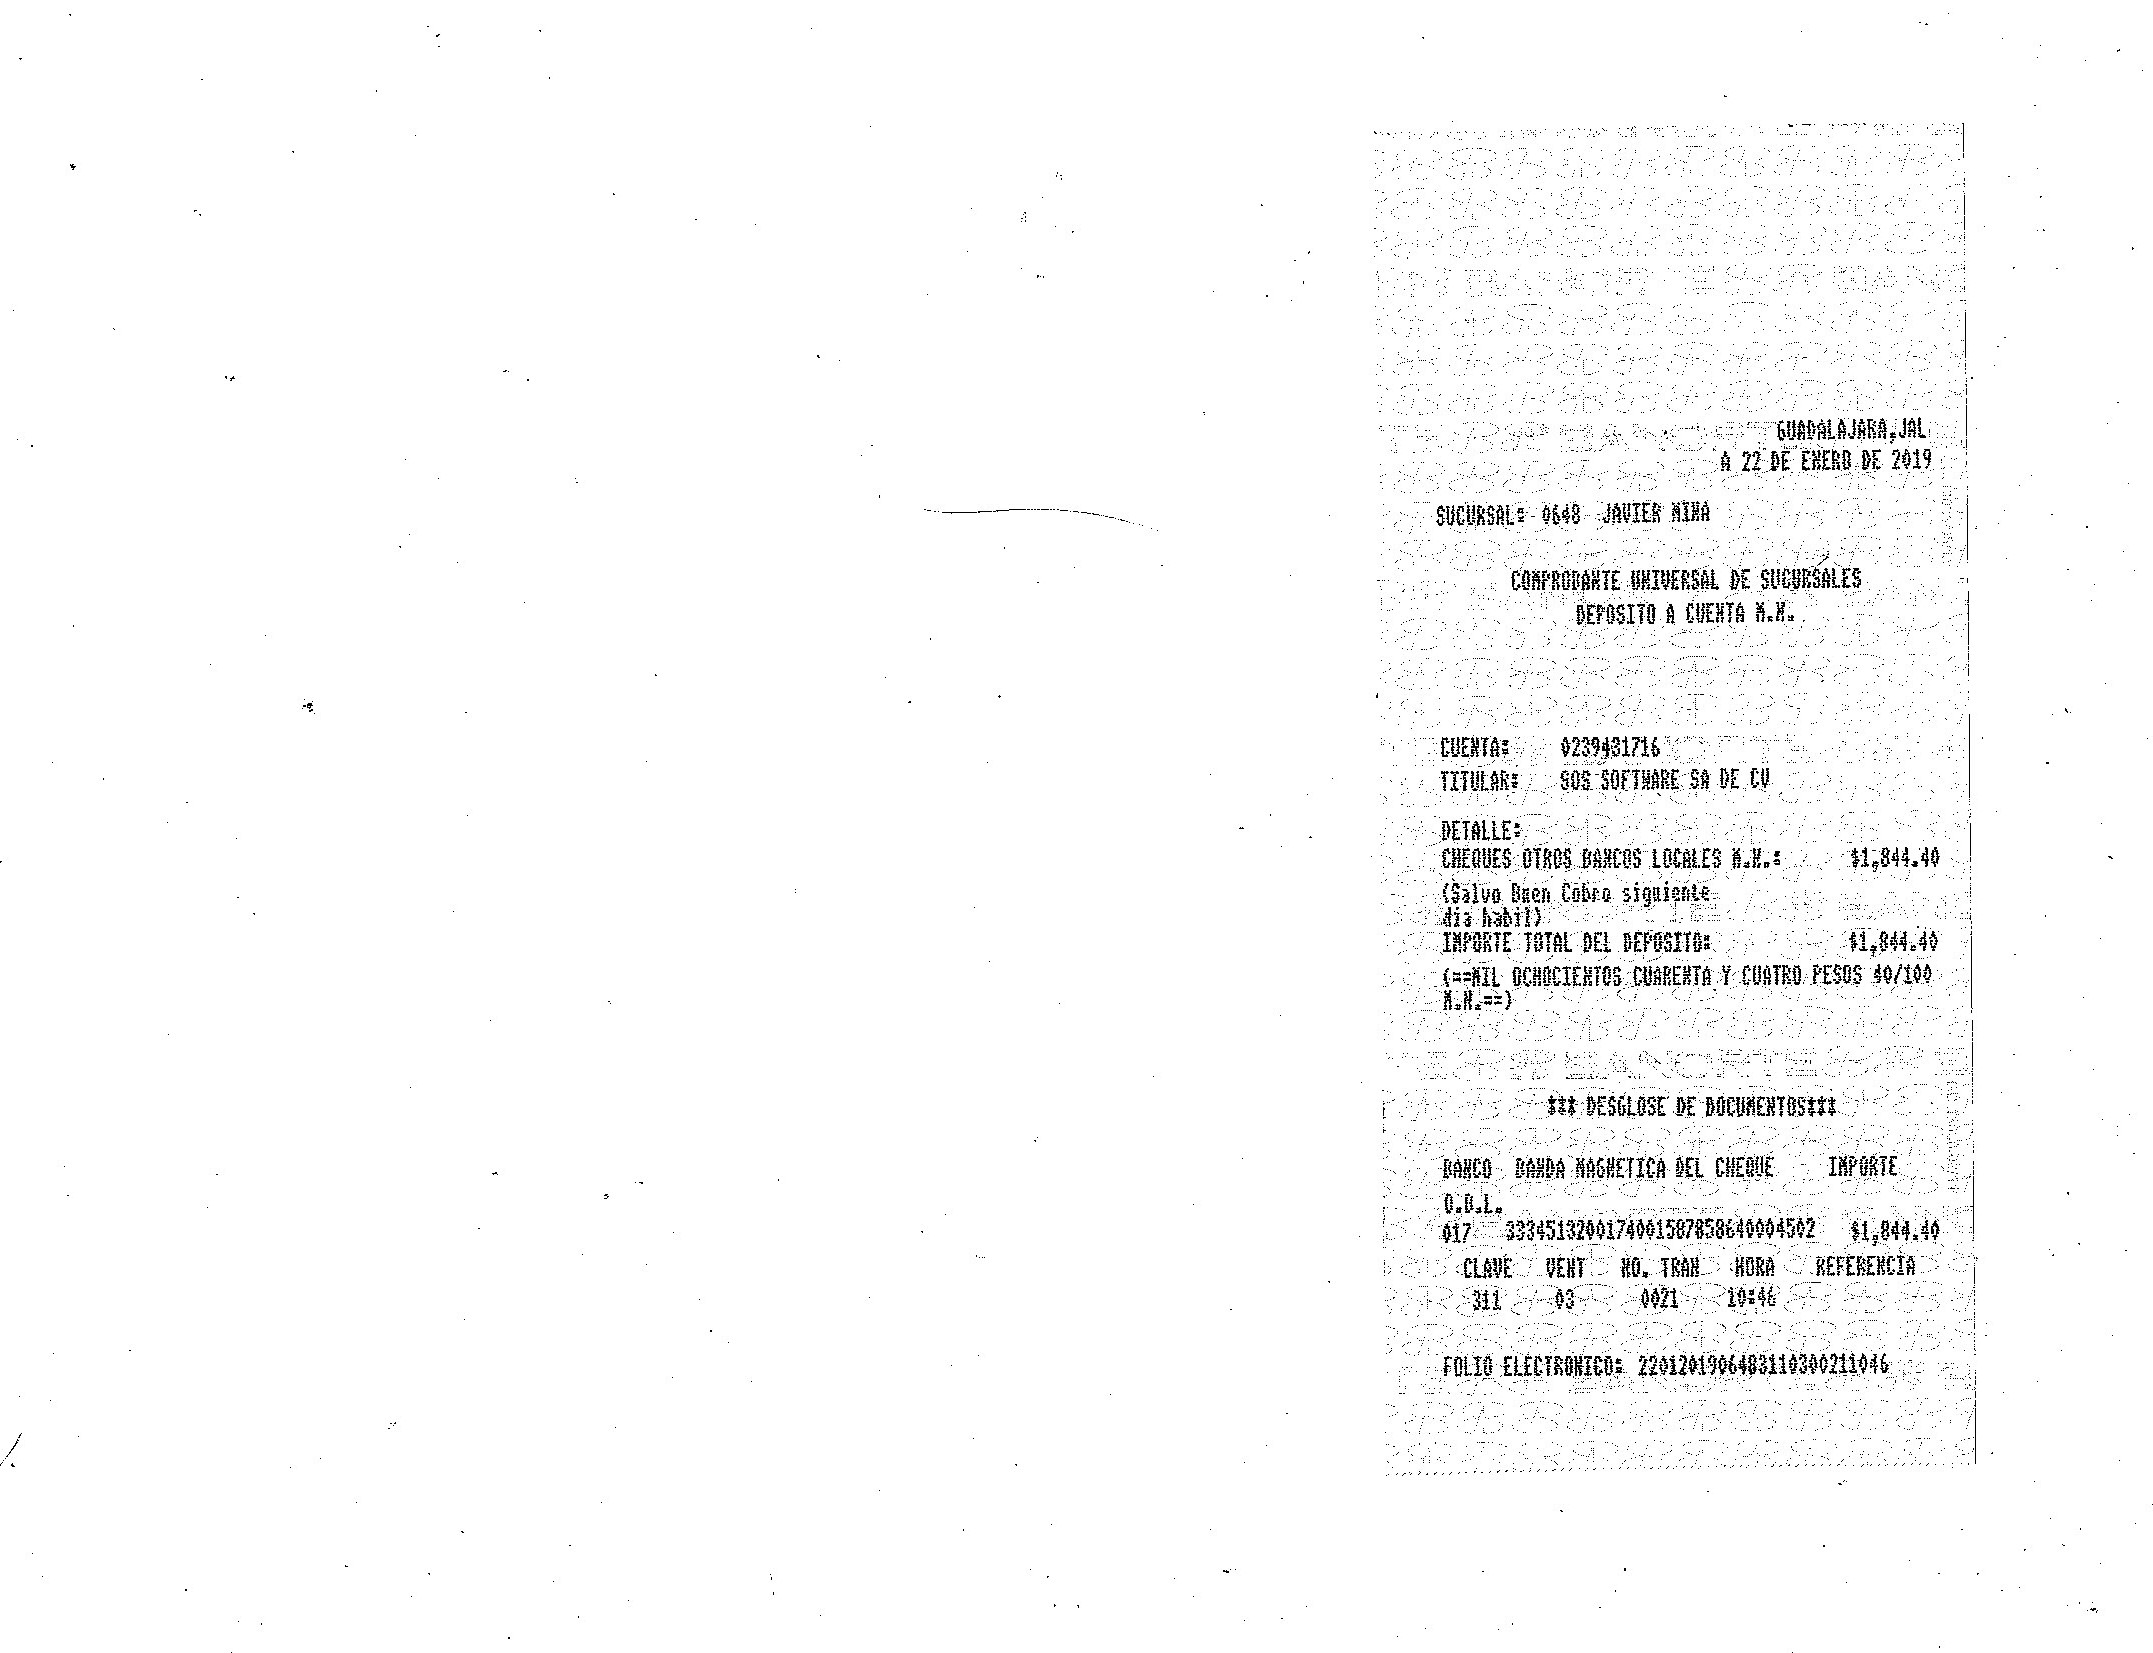 GUADALAJARA,JAL
A 22 DE ENERO DE 2019
SUCURSAL: 0648 JAVIER MINA
COMPROBANTE UNIVERSAL DE SUCURSALES
DEPOSITO A CUENTA M.N.
CUENTA: 0239431716
TITULAR: SOS SOFTWARE SA DE CV
DETALLE:
CHEQUES OTROS BANCOS LOCALES M.N.: $1,844.40
(Salvo Buen Cobro siguiente
dia habil)
IMPORTE TOTAL DEL DEPOSITO: $1,844.40
(==MIL OCHOCIENTOS CUARENTA Y CUATRO PESOS 40/100
M.N.==)
BANORTE
*** DESGLOSE DE DOCUMENTOS***
BANCO BANDA MAGNETICA DEL CHEQUE IMPORTE
O.B.L.
017 3334513200174001587858640004502 $1,844.40
CLAVE VENT NO. TRAN HORA REFERENCIA
311 03 0021 10:46
FOLIO ELECTRONICO: 2201201906483110300211046